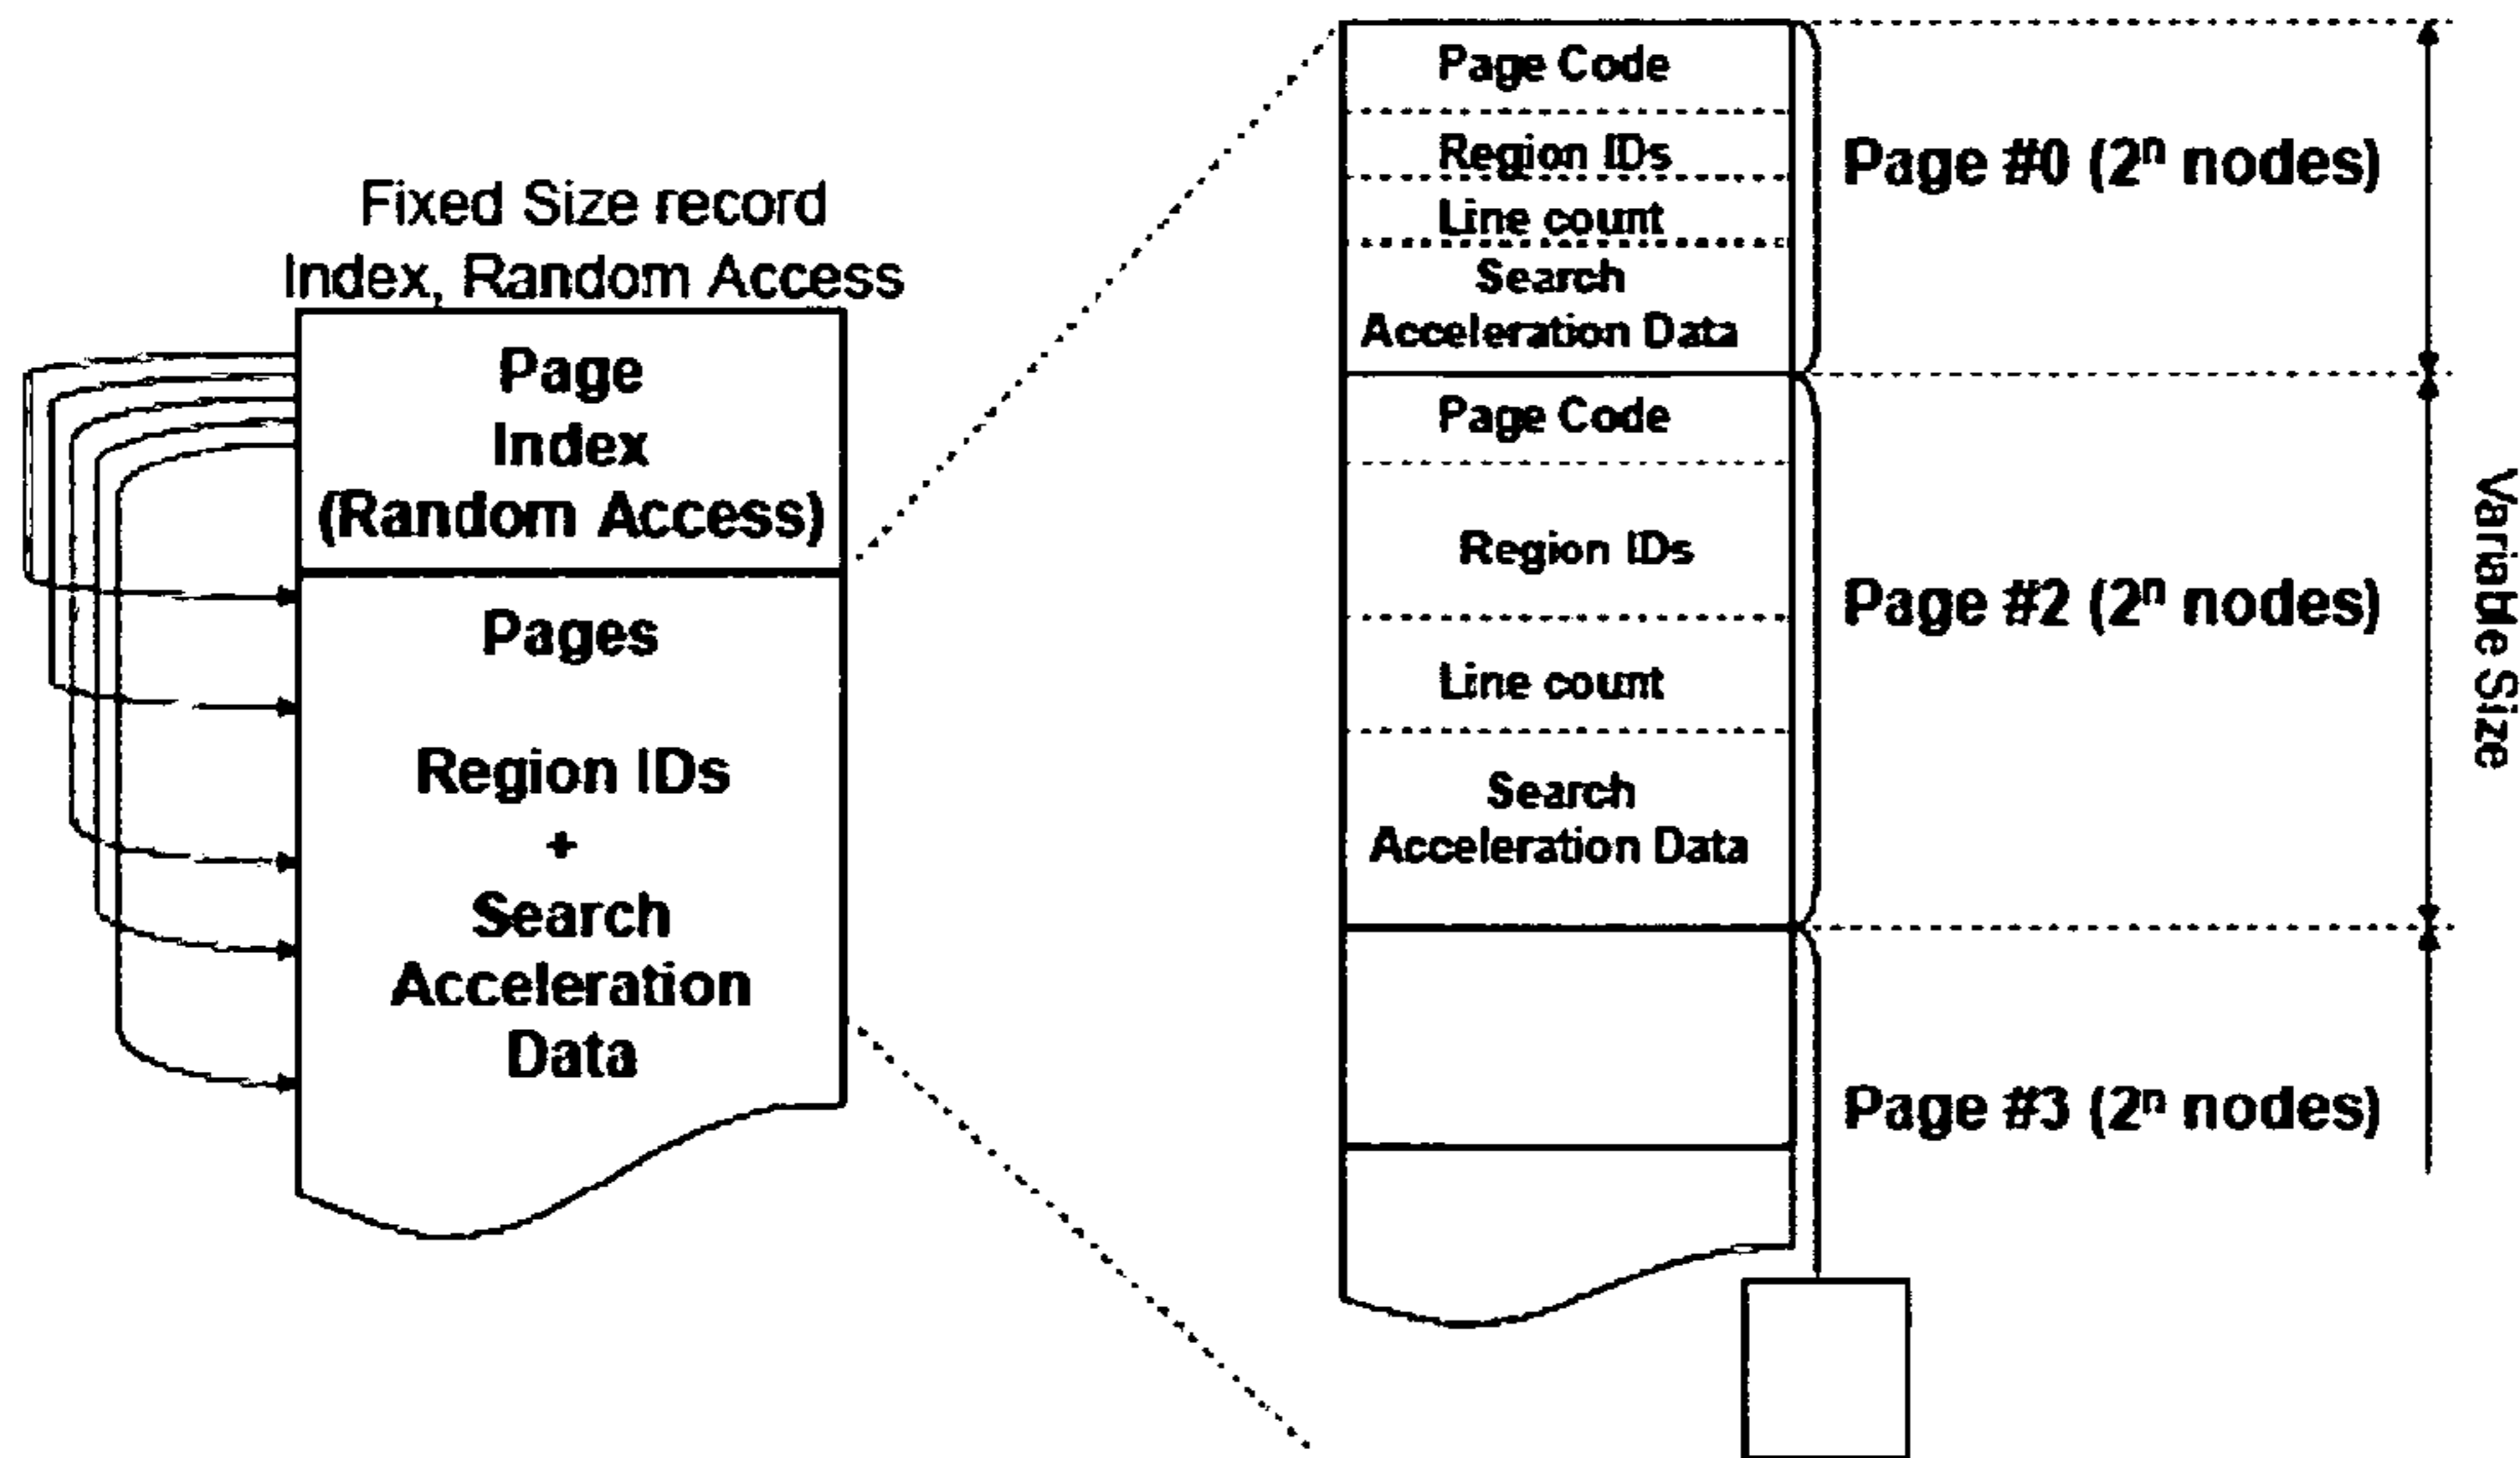 Fixed Size record
Index, Random Access
Page
Index
(Random Access)
Pages
Region IDs
+
Search
Acceleration
Data
Page Code
Region IDs
Line count
Search
Acceleration Data
Page #0 (2ⁿ nodes)
Page Code
Region IDs
Line count
Search
Acceleration Data
Page #2 (2ⁿ nodes)
Page #3 (2ⁿ nodes)
Variable Size